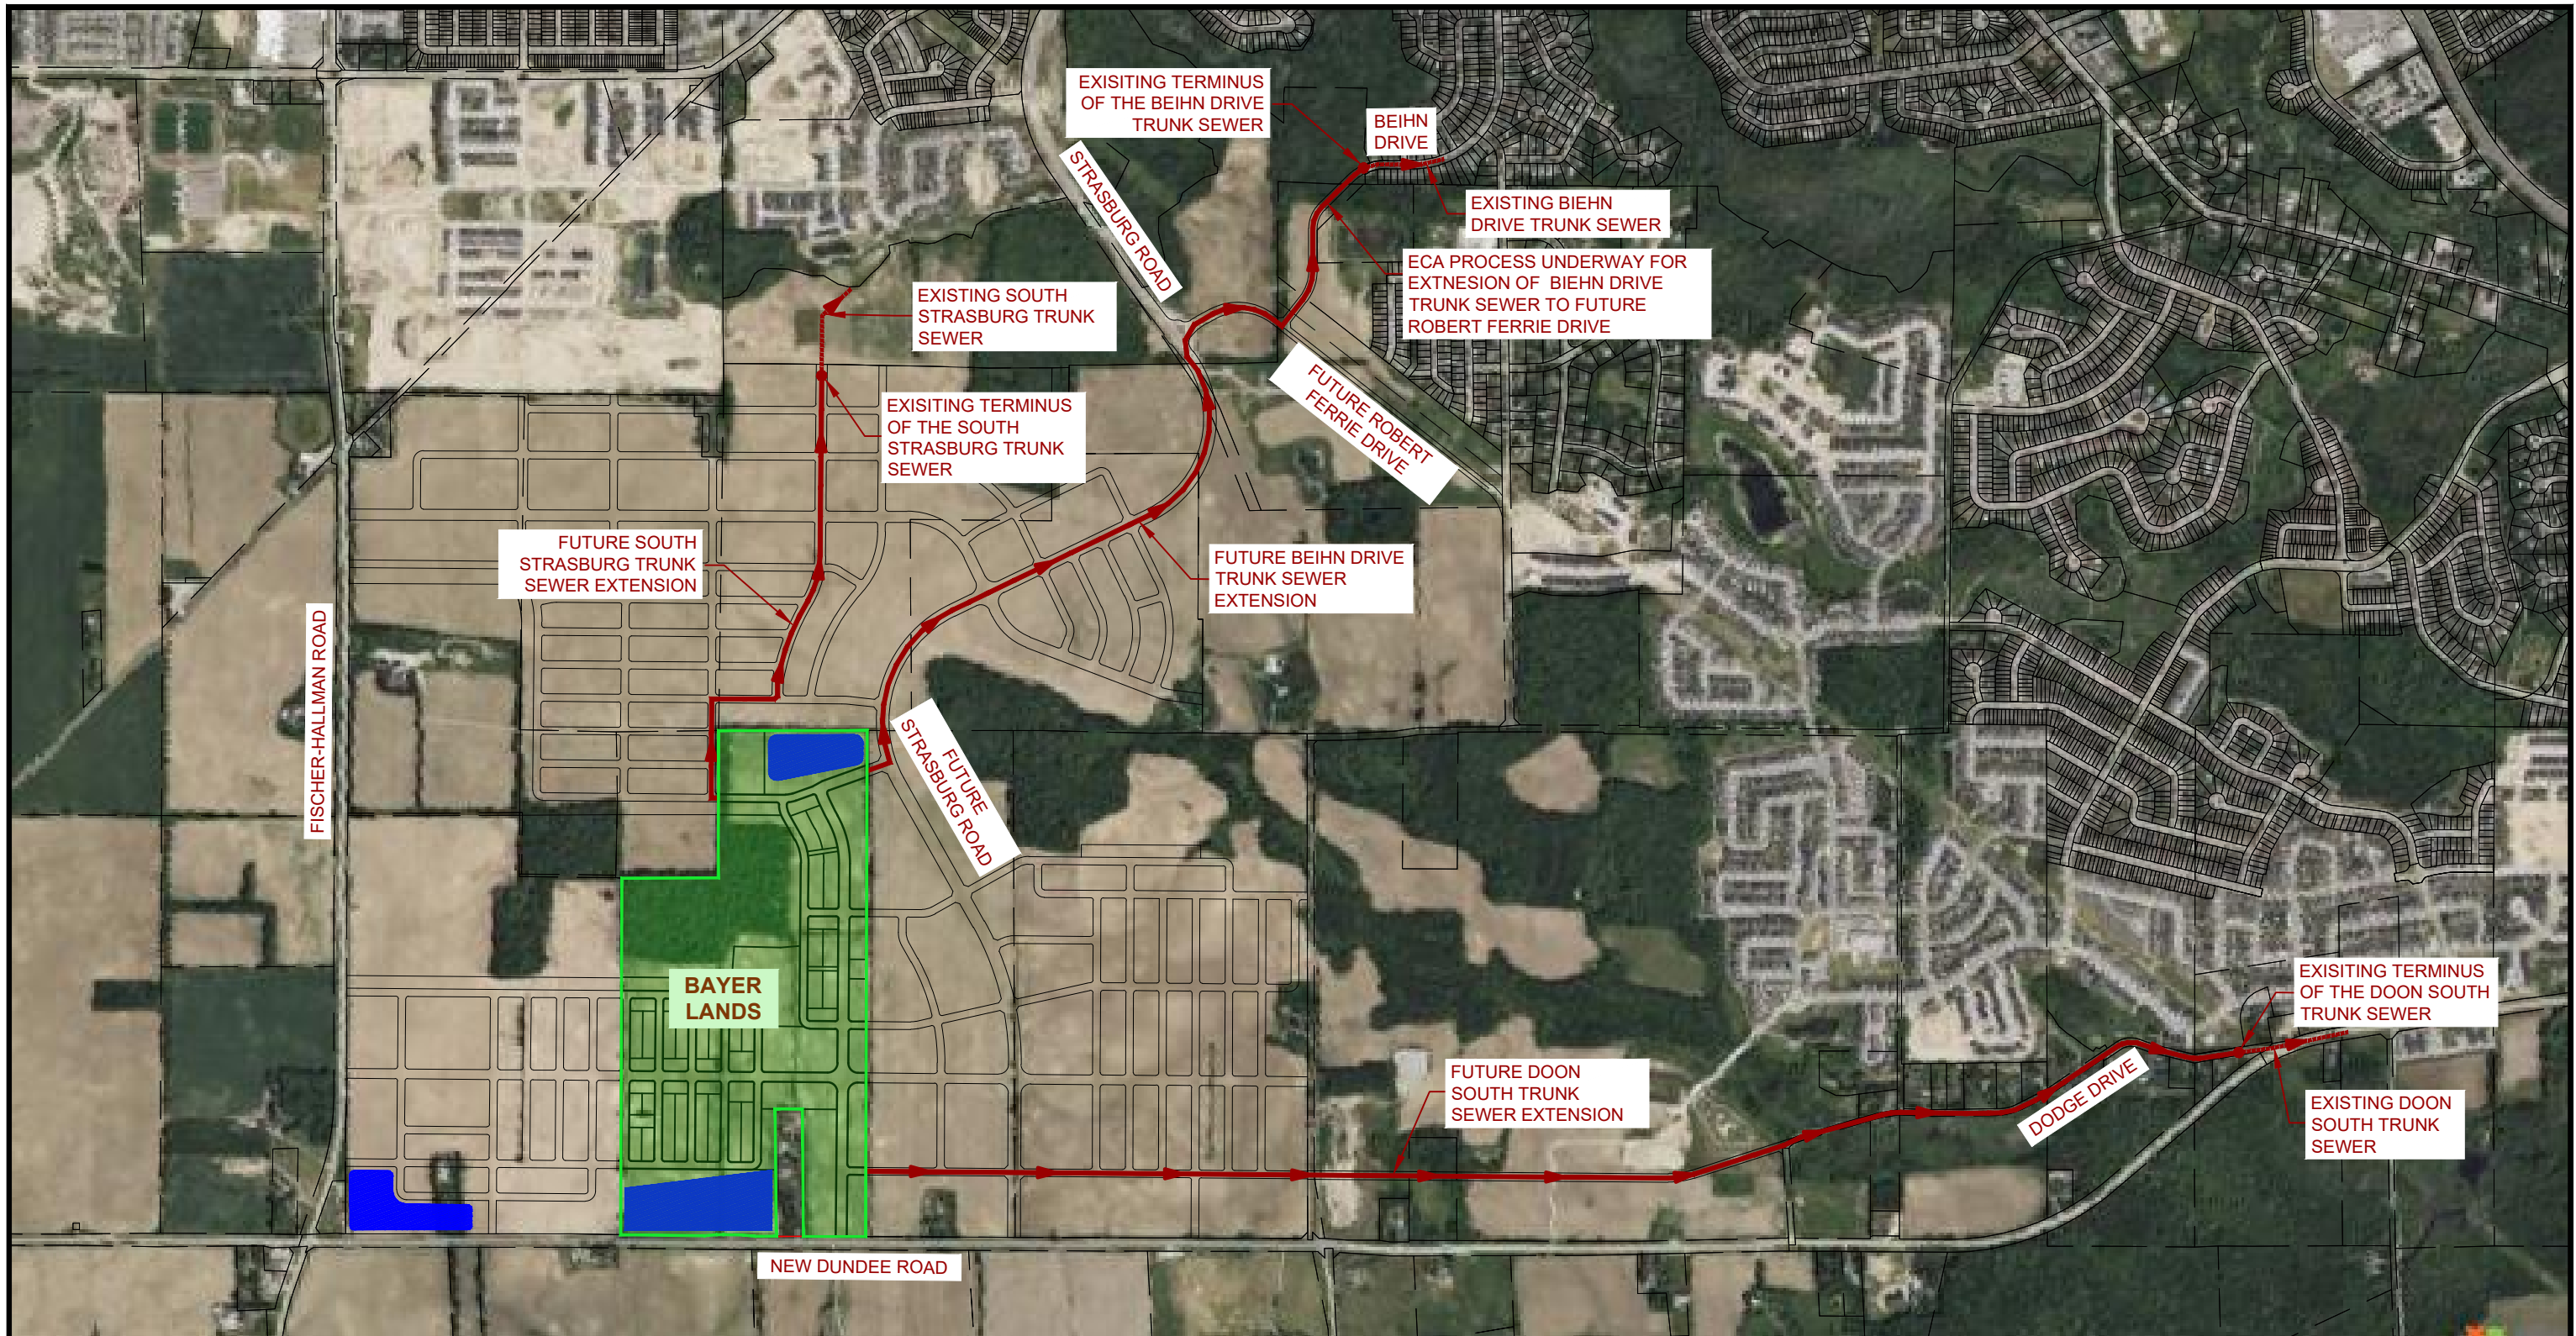 EXISITING TERMINUS
OF THE BEIHN DRIVE
TRUNK SEWER
BEIHN
DRIVE
STRASBURG ROAD
EXISTING BIEHN
DRIVE TRUNK SEWER
ECA PROCESS UNDERWAY FOR
EXTNESION OF BIEHN DRIVE
TRUNK SEWER TO FUTURE
ROBERT FERRIE DRIVE
EXISTING SOUTH
STRASBURG TRUNK
SEWER
FUTURE ROBERT
FERRIE DRIVE
EXISITING TERMINUS
OF THE SOUTH
STRASBURG TRUNK
SEWER
FUTURE SOUTH
STRASBURG TRUNK
SEWER EXTENSION
FUTURE BEIHN DRIVE
TRUNK SEWER
EXTENSION
FISCHER-HALLMAN ROAD
FUTURE
STRASBURG ROAD
BAYER
LANDS
EXISITING TERMINUS
OF THE DOON SOUTH
TRUNK SEWER
FUTURE DOON
SOUTH TRUNK
SEWER EXTENSION
DODGE DRIVE
EXISTING DOON
SOUTH TRUNK
SEWER
NEW DUNDEE ROAD